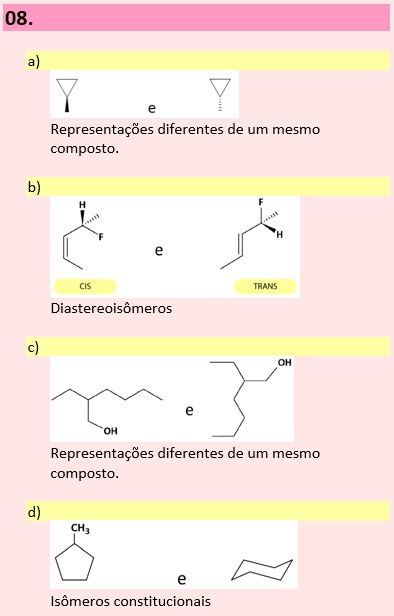 08.
a)
e
Representações diferentes de um mesmo
composto.
b)
H
F
e
F
H
CIS
TRANS
Diastereoisômeros
c)
OH
e
OH
Representações diferentes de um mesmo
composto.
d)
CH3
e
Isômeros constitucionais